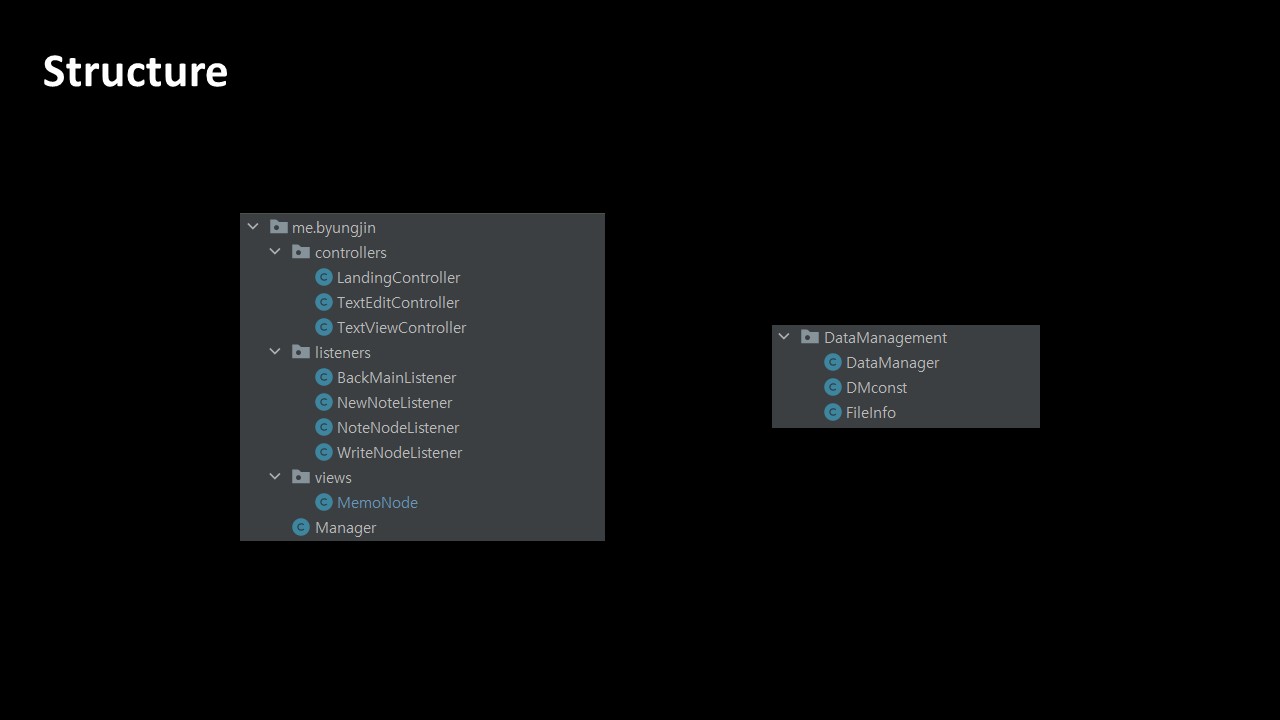 Structure
me.byungjin
controllers
LandingController
TextEditController
TextViewController
listeners
BackMainListener
NewNoteListener
NoteNodeListener
WriteNodeListener
views
MemoNode
Manager
DataManagement
DataManager
DMconst
FileInfo